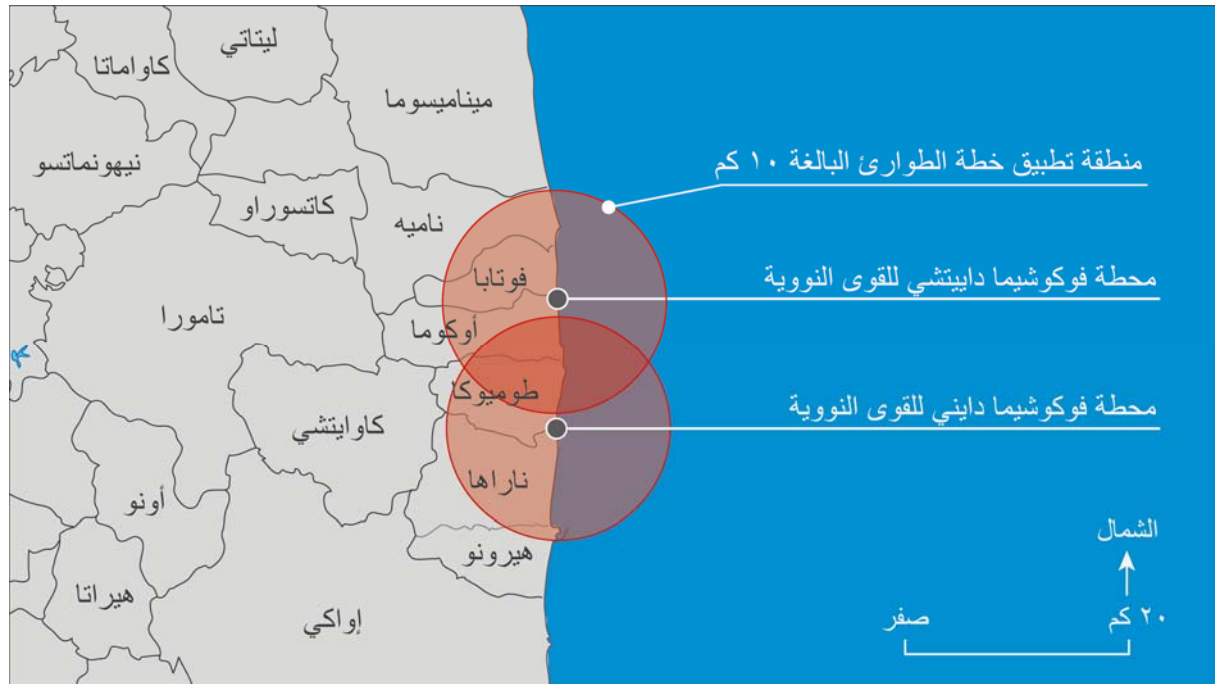 ليتاتي
كاواماتا
ميناميسوما
نيهونماتسو
منطقة تطبيق خطة الطوارئ البالغة ١٠ كم
كاتسوراو
ناميه
فوتابا
محطة فوكوشيما داييتشي للقوى النووية
تامورا
أوكوما
طوميوكا
محطة فوكوشيما دايني للقوى النووية
كاوايتشي
ناراها
أونو
الشمال
هيرونو
هيراتا
إواكي
صفر
٢٠ كم